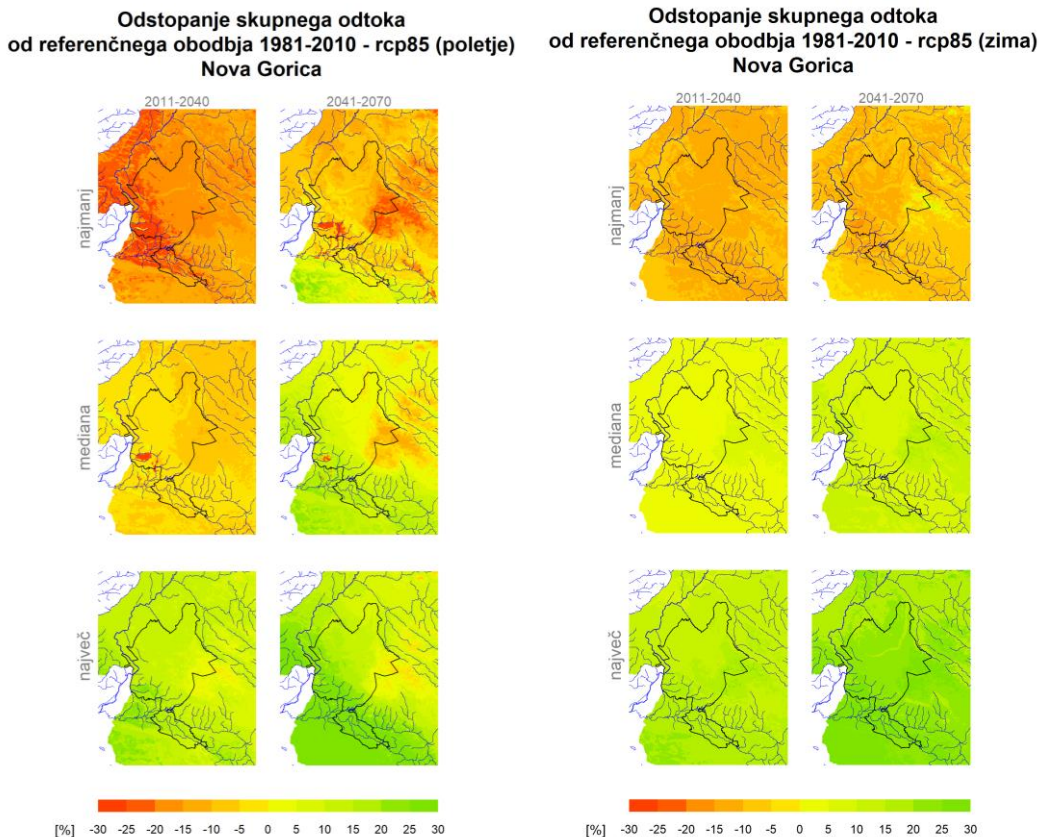 Odstopanje skupnega odtoka
od referenčnega obodbja 1981-2010 - rcp85 (poletje)
Nova Gorica
2011-2040
2041-2070
najmanj
mediana
največ
[%]
-30 -25 -20 -15 -10 -5 0 5 10 15 20 25 30
Odstopanje skupnega odtoka
od referenčnega obodbja 1981-2010 - rcp85 (zima)
Nova Gorica
2011-2040
2041-2070
najmanj
mediana
največ
[%]
-30 -25 -20 -15 -10 -5 0 5 10 15 20 25 30